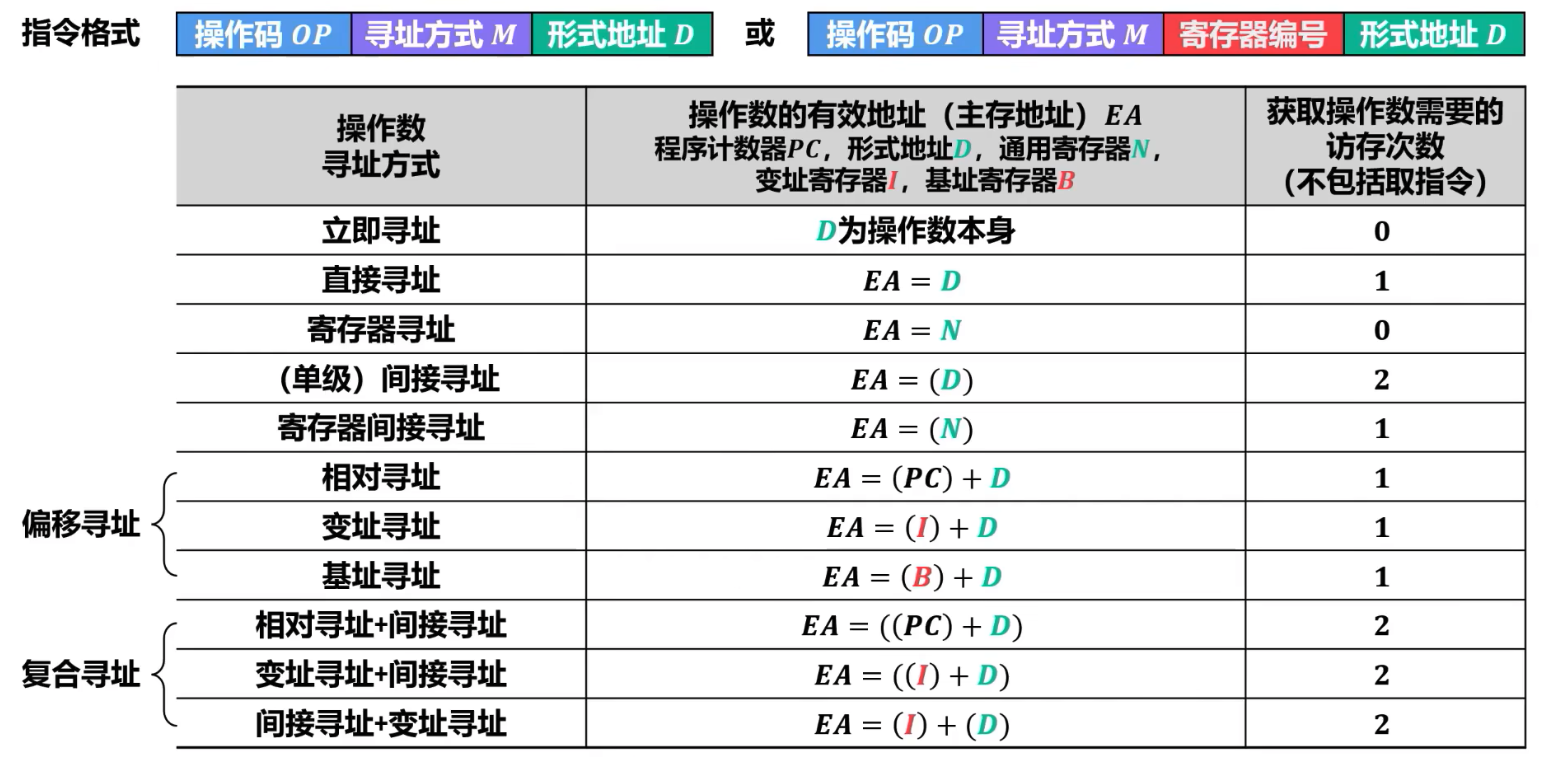 指令格式 操作码 OP 寻址方式 M 形式地址 D 或 操作码 OP 寻址方式 M 寄存器编号 形式地址 D
操作数
寻址方式
操作数的有效地址（主存地址）EA
程序计数器PC，形式地址D，通用寄存器N，
变址寄存器I，基址寄存器B
获取操作数需要的
访存次数
（不包括取指令）
立即寻址 D为操作数本身 0
直接寻址 EA = D 1
寄存器寻址 EA = N 0
（单级）间接寻址 EA = (D) 2
寄存器间接寻址 EA = (N) 1
偏移寻址
相对寻址 EA = (PC) + D 1
变址寻址 EA = (I) + D 1
基址寻址 EA = (B) + D 1
复合寻址
相对寻址+间接寻址 EA = ((PC) + D) 2
变址寻址+间接寻址 EA = ((I) + D) 2
间接寻址+变址寻址 EA = (I) + (D) 2